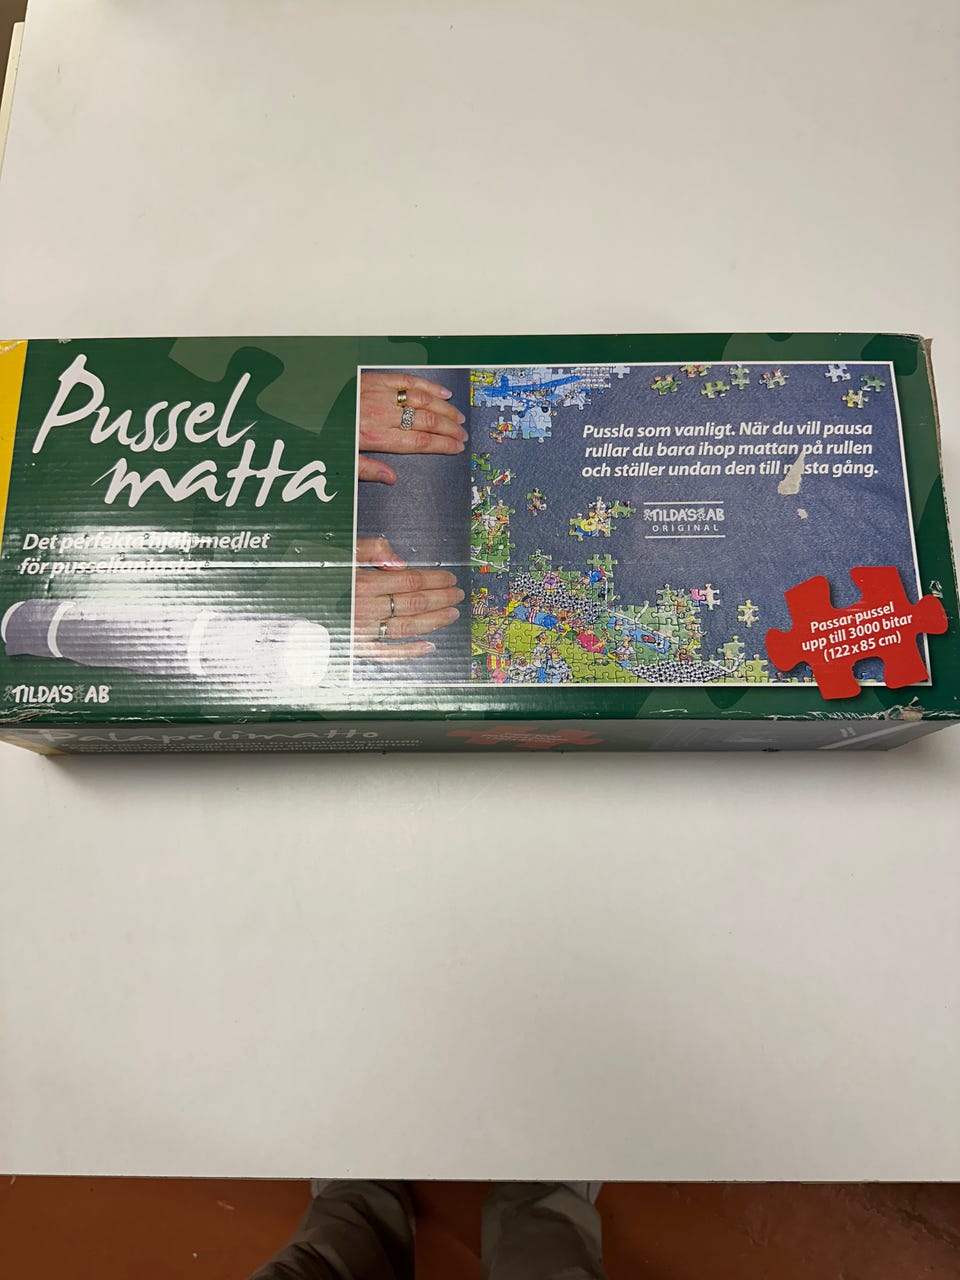 Pussel
matta
Det perfekta hjälpmedlet
för pusselfantaster
TILDA'S AB
Pussla som vanligt. När du vill pausa
rullar du bara ihop mattan på rullen
och ställer undan den till nästa gång.
TILDA'S AB
ORIGINAL
Passar pussel
upp till 3000 bitar
(122 x 85 cm)
Palapelimatto